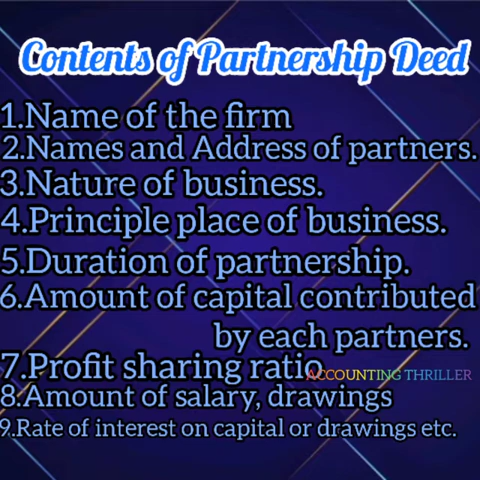 Contents of Partnership Deed
1.Name of the firm
2.Names and Address of partners.
3.Nature of business.
4.Principle place of business.
5.Duration of partnership.
6.Amount of capital contributed
by each partners.
7.Profit sharing ratio
ACCOUNTING THRILLER
8.Amount of salary, drawings
9.Rate of interest on capital or drawings etc.